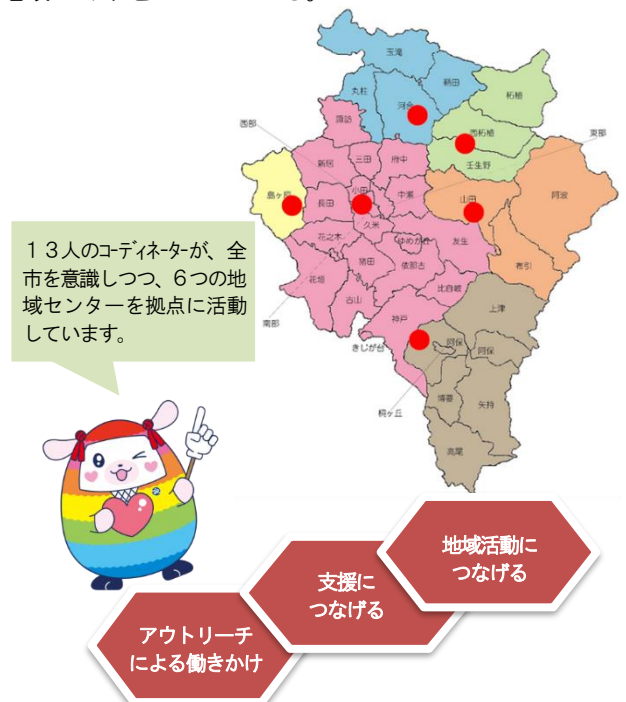 玉滝
鞆田
柘植
丸柱
河合
諏訪
西柘植
西部
東部
壬生野
新居
三田
府中
島ヶ原
小田
中瀬
山田
阿波
長田
久米
花之木
ゆめが丘
友生
猪田
依那古
布引
花垣
比自岐
古山
上津
南部
神戸
きじが台
阿保
阿保
桐ヶ丘
博要
矢持
高尾
13人のコーディネーターが、全
市を意識しつつ、6つの地
域センターを拠点に活動
しています。
地域活動に
つなげる
支援に
つなげる
アウトリーチ
による働きかけ